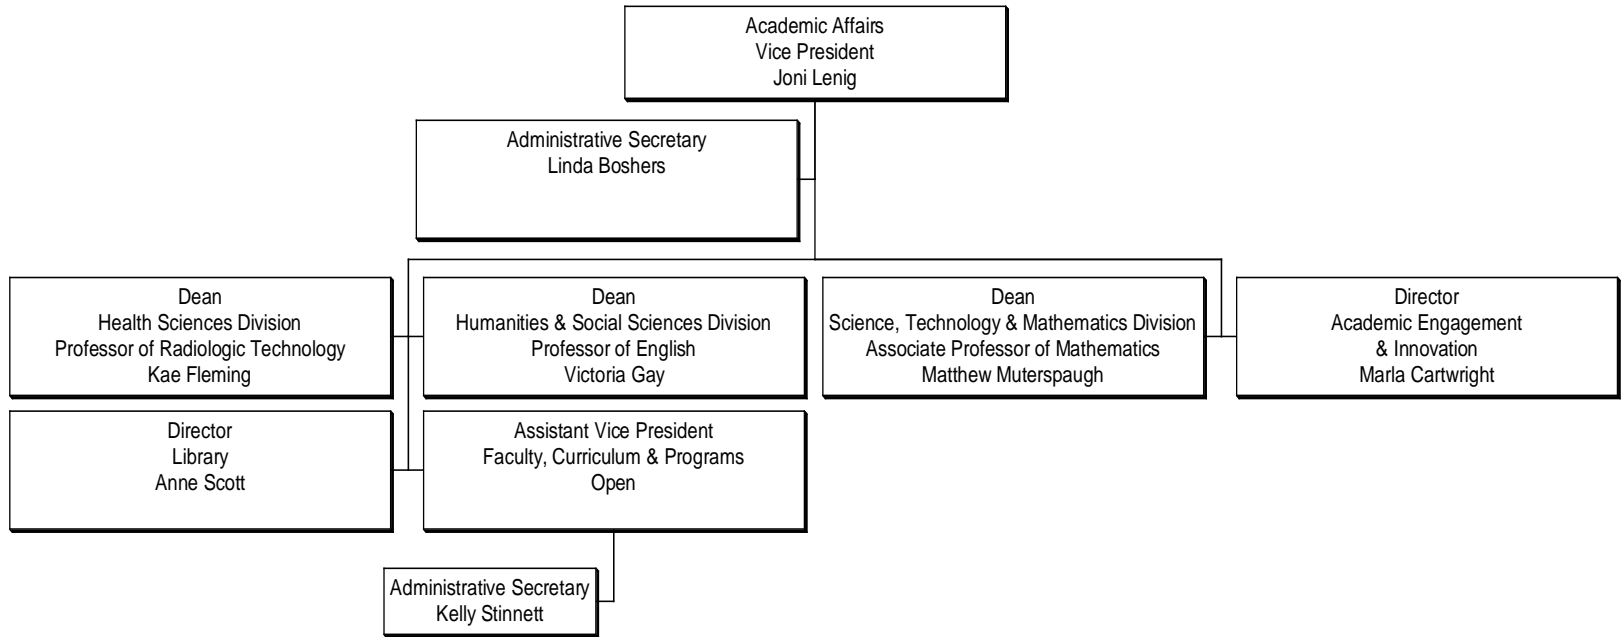 Academic Affairs
Vice President
Joni Lenig
Administrative Secretary
Linda Boshers
Dean
Health Sciences Division
Professor of Radiologic Technology
Kae Fleming
Dean
Humanities & Social Sciences Division
Professor of English
Victoria Gay
Dean
Science, Technology & Mathematics Division
Associate Professor of Mathematics
Matthew Muterspaugh
Director
Academic Engagement
& Innovation
Marla Cartwright
Director
Library
Anne Scott
Assistant Vice President
Faculty, Curriculum & Programs
Open
Administrative Secretary
Kelly Stinnett